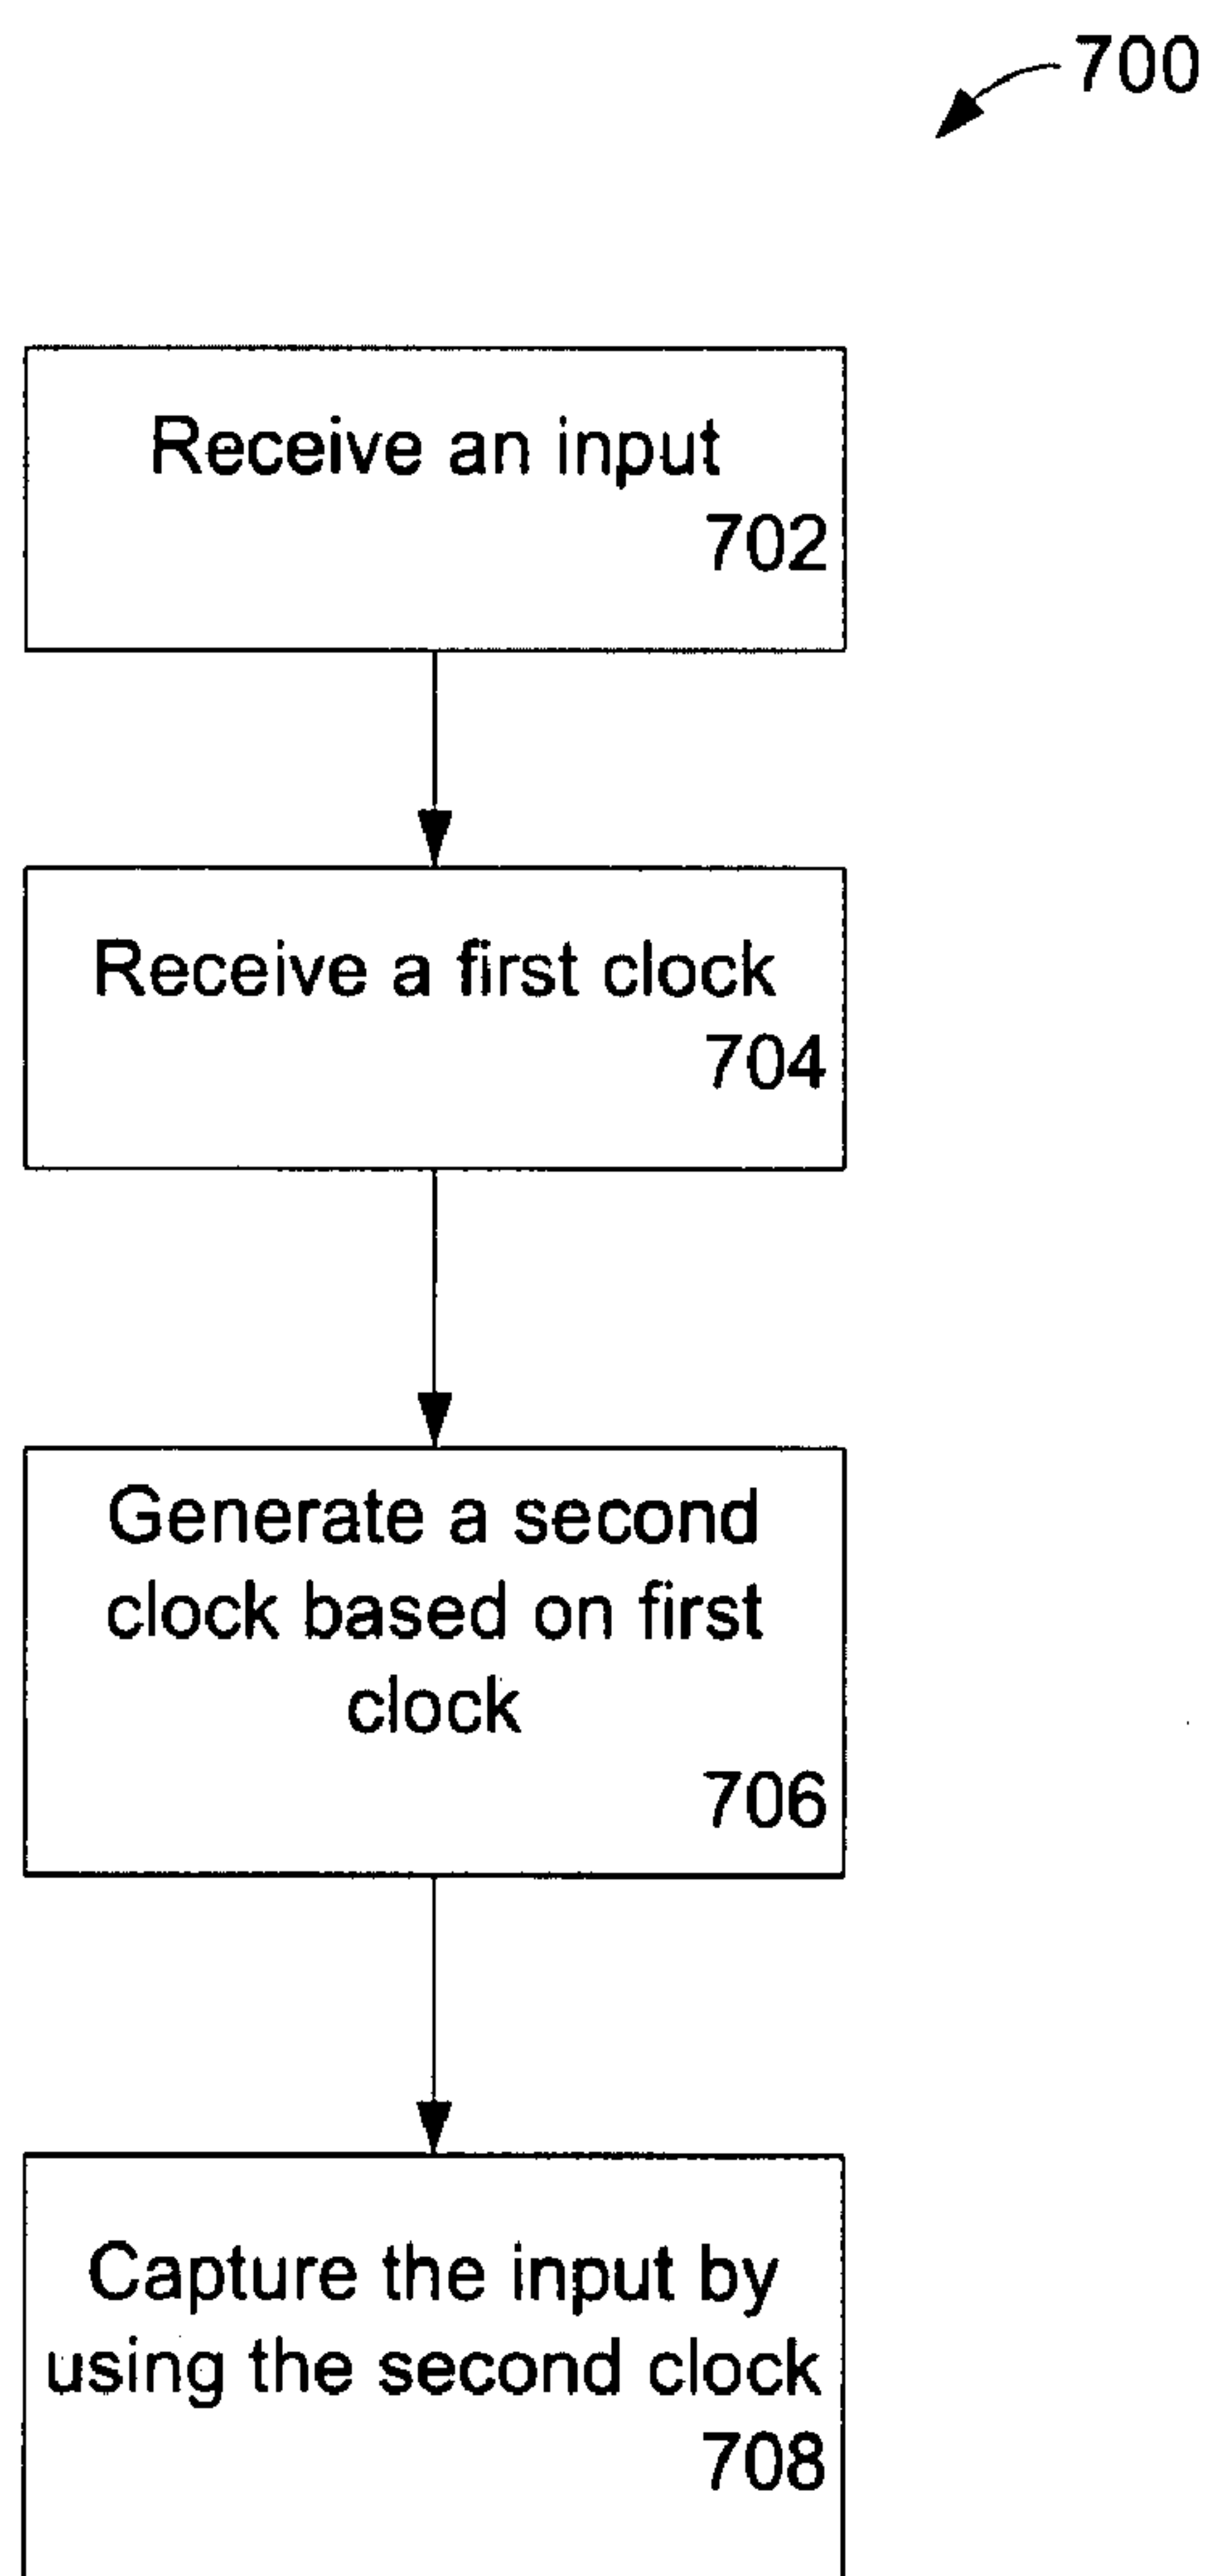 700
Receive an input
702
Receive a first clock
704
Generate a second
clock based on first
clock
706
Capture the input by
using the second clock
708